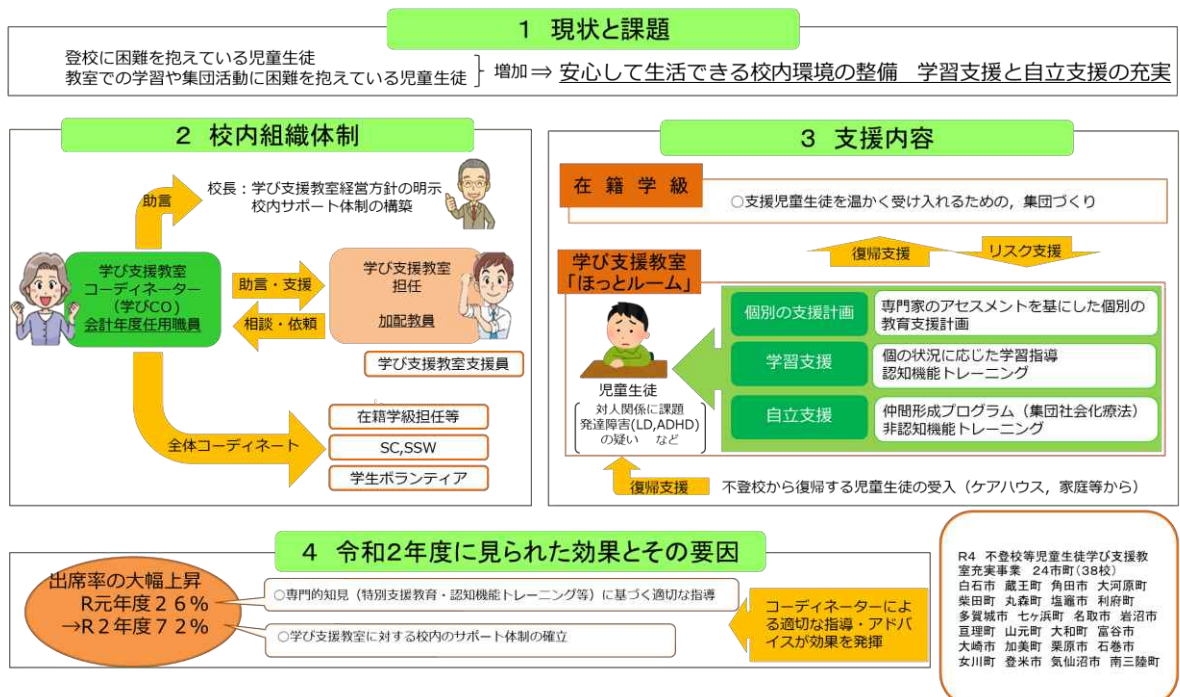 1 現状と課題
登校に困難を抱えている児童生徒
教室での学習や集団活動に困難を抱えている児童生徒
増加⇒ 安心して生活できる校内環境の整備 学習支援と自立支援の充実
2 校内組織体制
助言
校長：学び支援教室経営方針の明示
校内サポート体制の構築
学び支援教室
コーディネーター
(学びCO)
会計年度任用職員
助言・支援
相談・依頼
学び支援教室
担任
加配教員
学び支援教室支援員
全体コーディネート
在籍学級担任等
SC,SSW
学生ボランティア
3 支援内容
在 籍 学 級
○支援児童生徒を温かく受け入れるための，集団づくり
復帰支援
リスク支援
学び支援教室
「ほっとルーム」
児童生徒
対人関係に課題
発達障害(LD,ADHD)
の疑い など
個別の支援計画
専門家のアセスメントを基にした個別の
教育支援計画
学習支援
個の状況に応じた学習指導
認知機能トレーニング
自立支援
仲間形成プログラム（集団社会化療法）
非認知機能トレーニング
復帰支援
不登校から復帰する児童生徒の受入（ケアハウス，家庭等から）
4 令和2年度に見られた効果とその要因
出席率の大幅上昇
R元年度２６％
→R２年度７２％
○専門的知見（特別支援教育・認知機能トレーニング等）に基づく適切な指導
○学び支援教室に対する校内のサポート体制の確立
コーディネーターによ
る適切な指導・アドバ
イスが効果を発揮
R4 不登校等児童生徒学び支援教
室充実事業 24市町(38校)
白石市 蔵王町 角田市 大河原町
柴田町 丸森町 塩竈市 利府町
多賀城市 七ヶ浜町 名取市 岩沼市
亘理町 山元町 大和町 富谷市
大崎市 加美町 栗原市 石巻市
女川町 登米市 気仙沼市 南三陸町